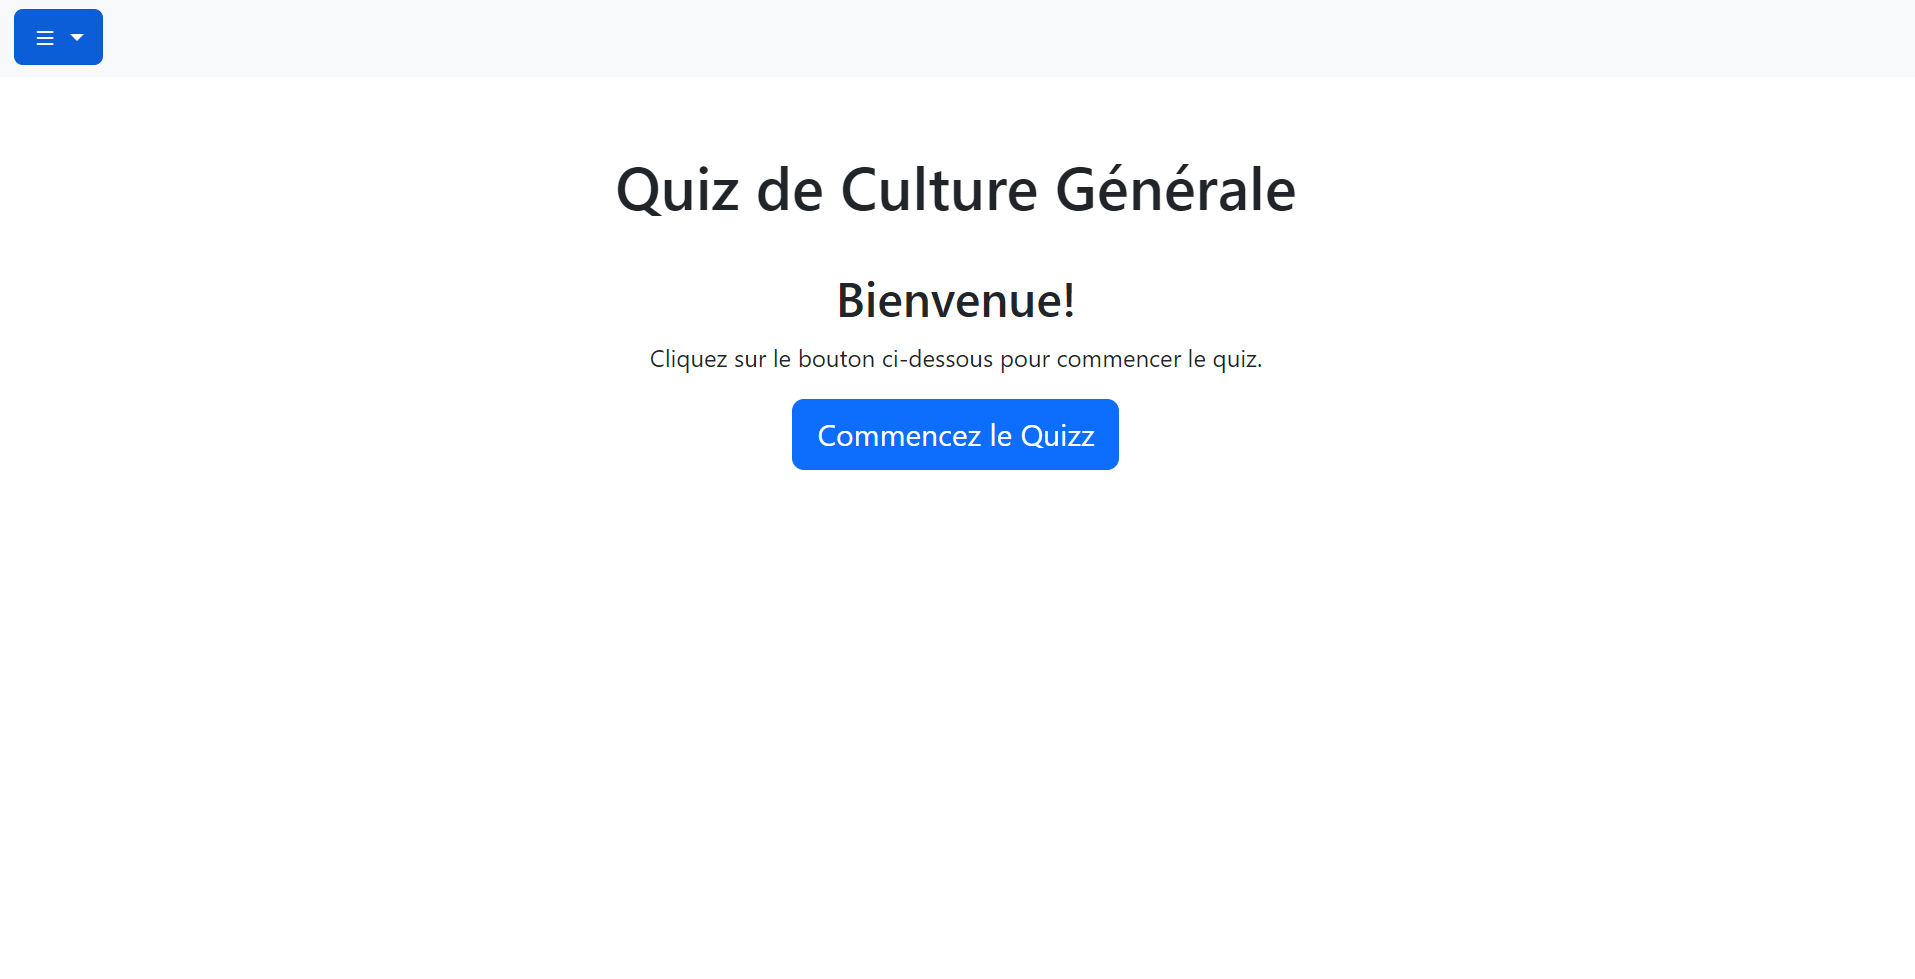 Quiz de Culture Générale
Bienvenue!
Cliquez sur le bouton ci-dessous pour commencer le quiz.
Commencez le Quizz